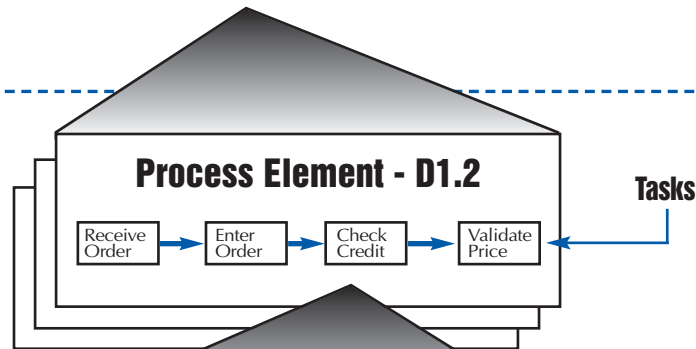 Process Element - D1.2
Tasks
Receive
Order
Enter
Order
Check
Credit
Validate
Price